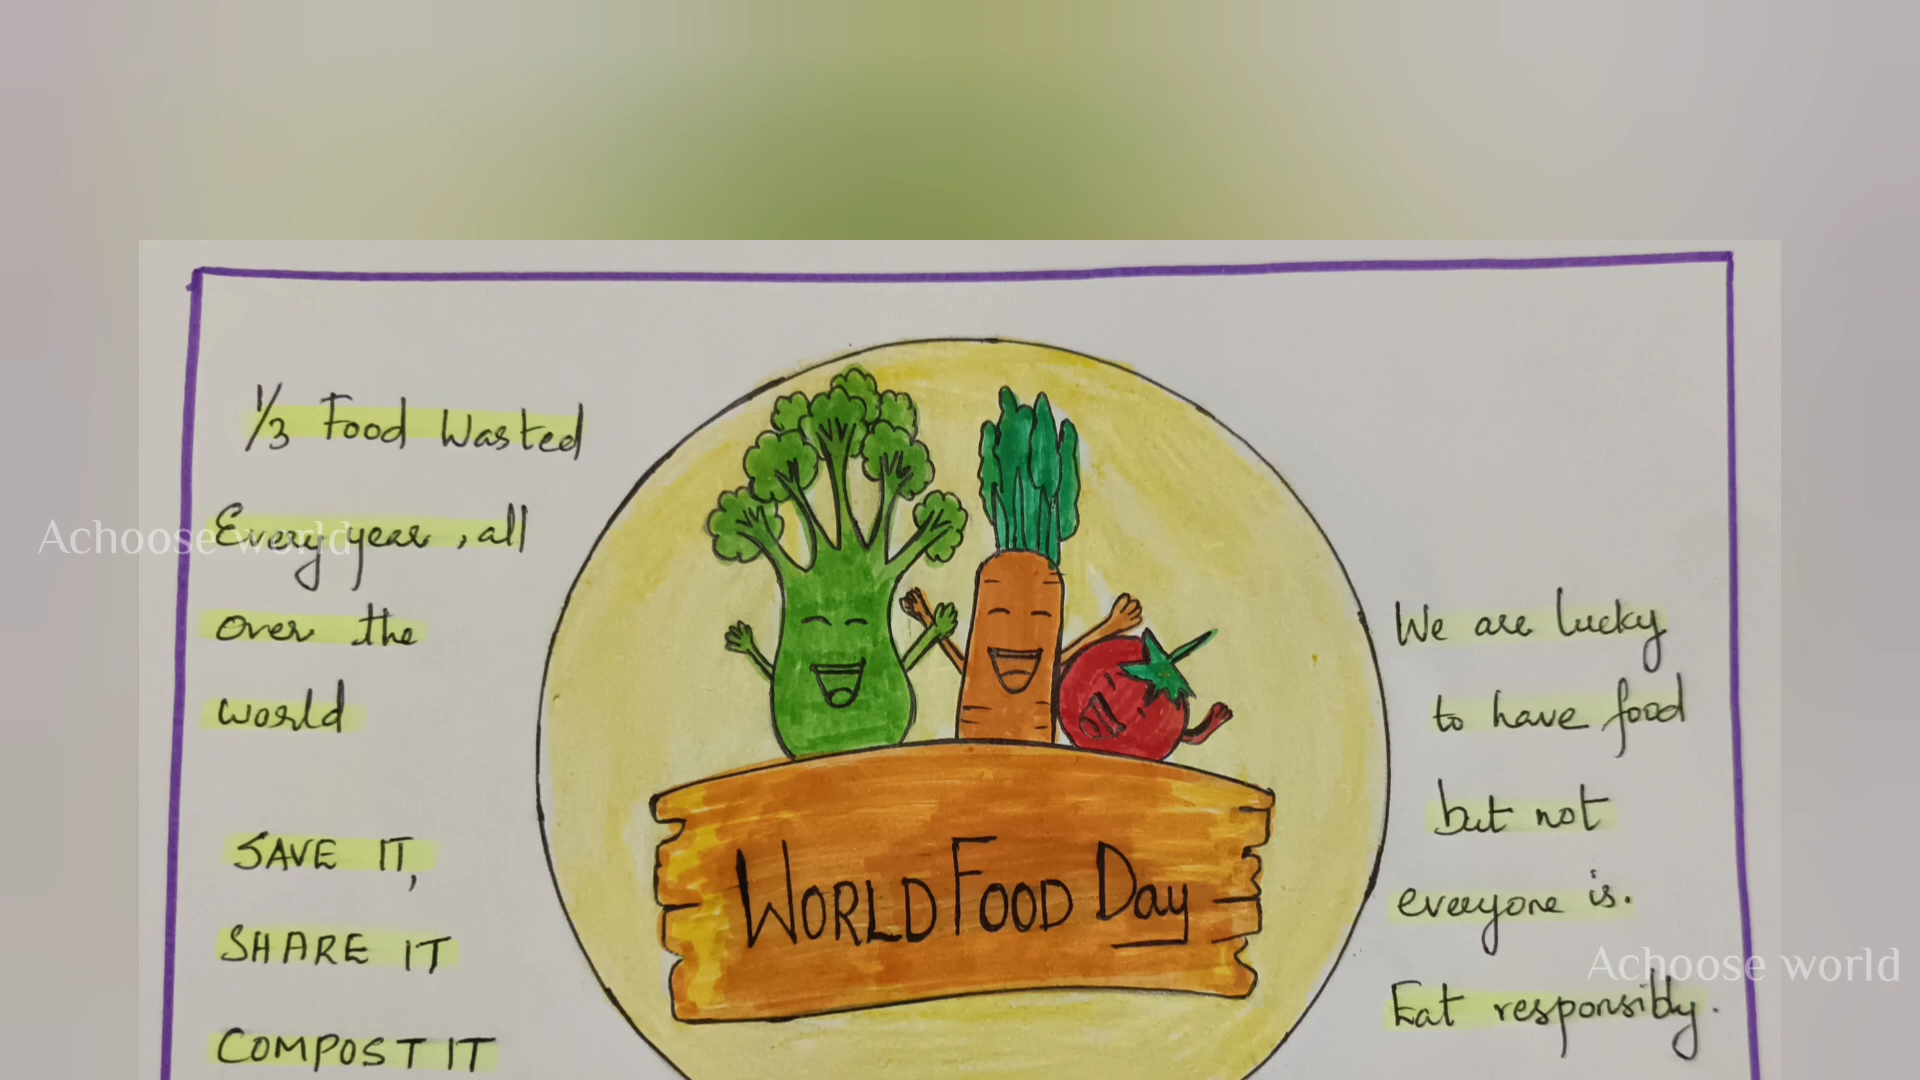 1/3 Food Wasted
Every year, all
over the
world
SAVE IT,
SHARE IT
COMPOST IT
WORLD FOOD Day
We are lucky
to have food
but not
everyone is.
Eat responsibly.
Achoose world
Achoose world